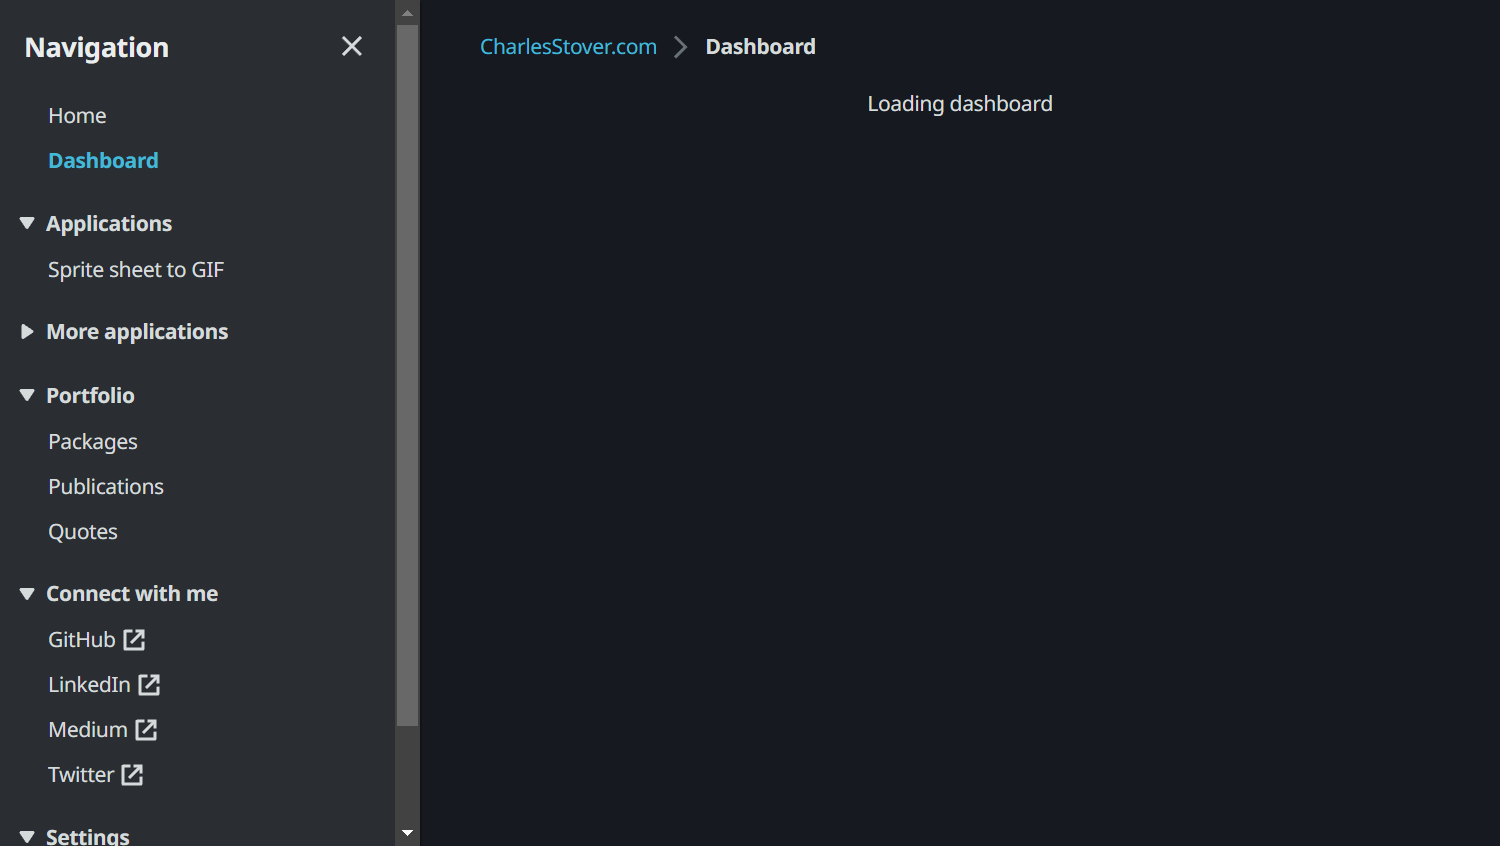 Navigation
Home
Dashboard
Applications
Sprite sheet to GIF
More applications
Portfolio
Packages
Publications
Quotes
Connect with me
GitHub
LinkedIn
Medium
Twitter
Settings
CharlesStover.com
Dashboard
Loading dashboard